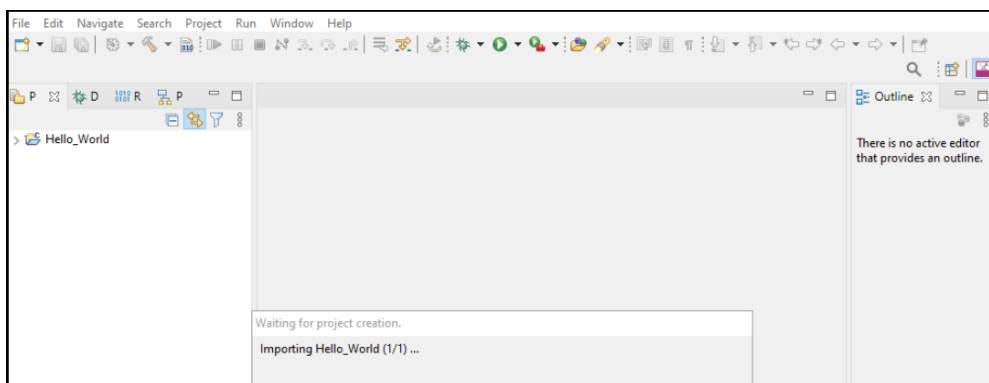 File Edit Navigate Search Project Run Window Help
P D R P
Outline
Hello_World
There is no active editor
that provides an outline.
Waiting for project creation.
Importing Hello_World (1/1) ...